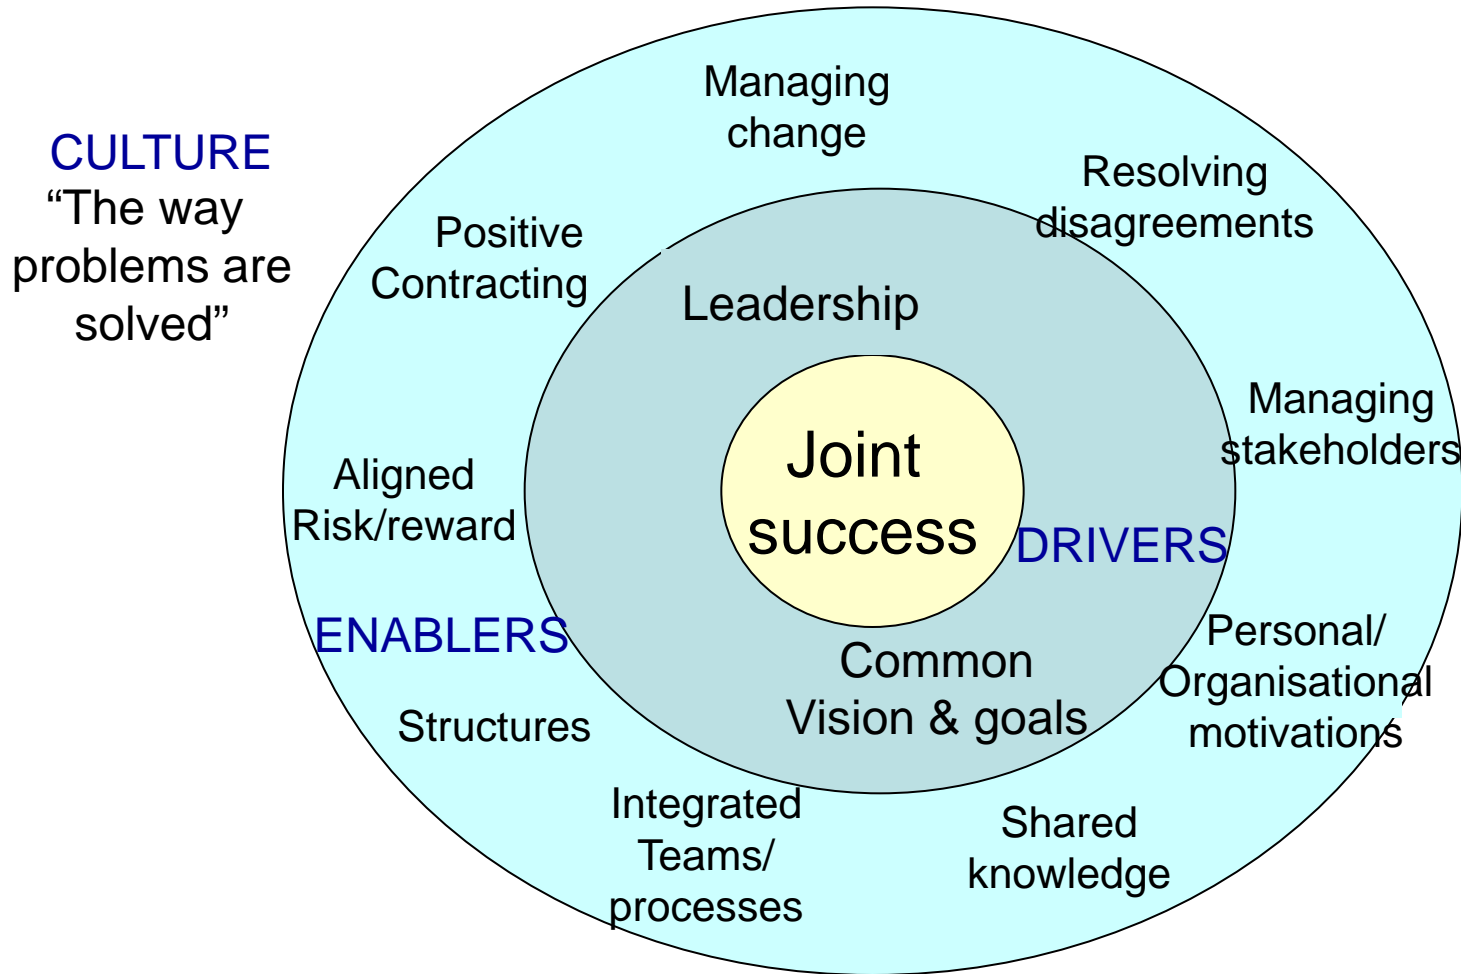 CULTURE
“The way
problems are
solved”
Managing
change
Resolving
disagreements
Positive
Contracting
Leadership
Managing
stakeholders
Joint
success
Aligned
Risk/reward
DRIVERS
ENABLERS
Common
Vision & goals
Personal/
Organisational
motivations
Structures
Integrated
Teams/
processes
Shared
knowledge